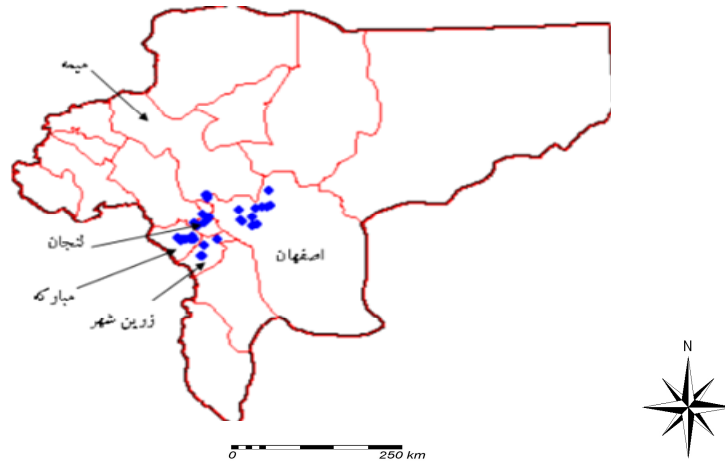 میمه
لنجان
اصفهان
مبارکه
زرین شهر
N
0 250 km